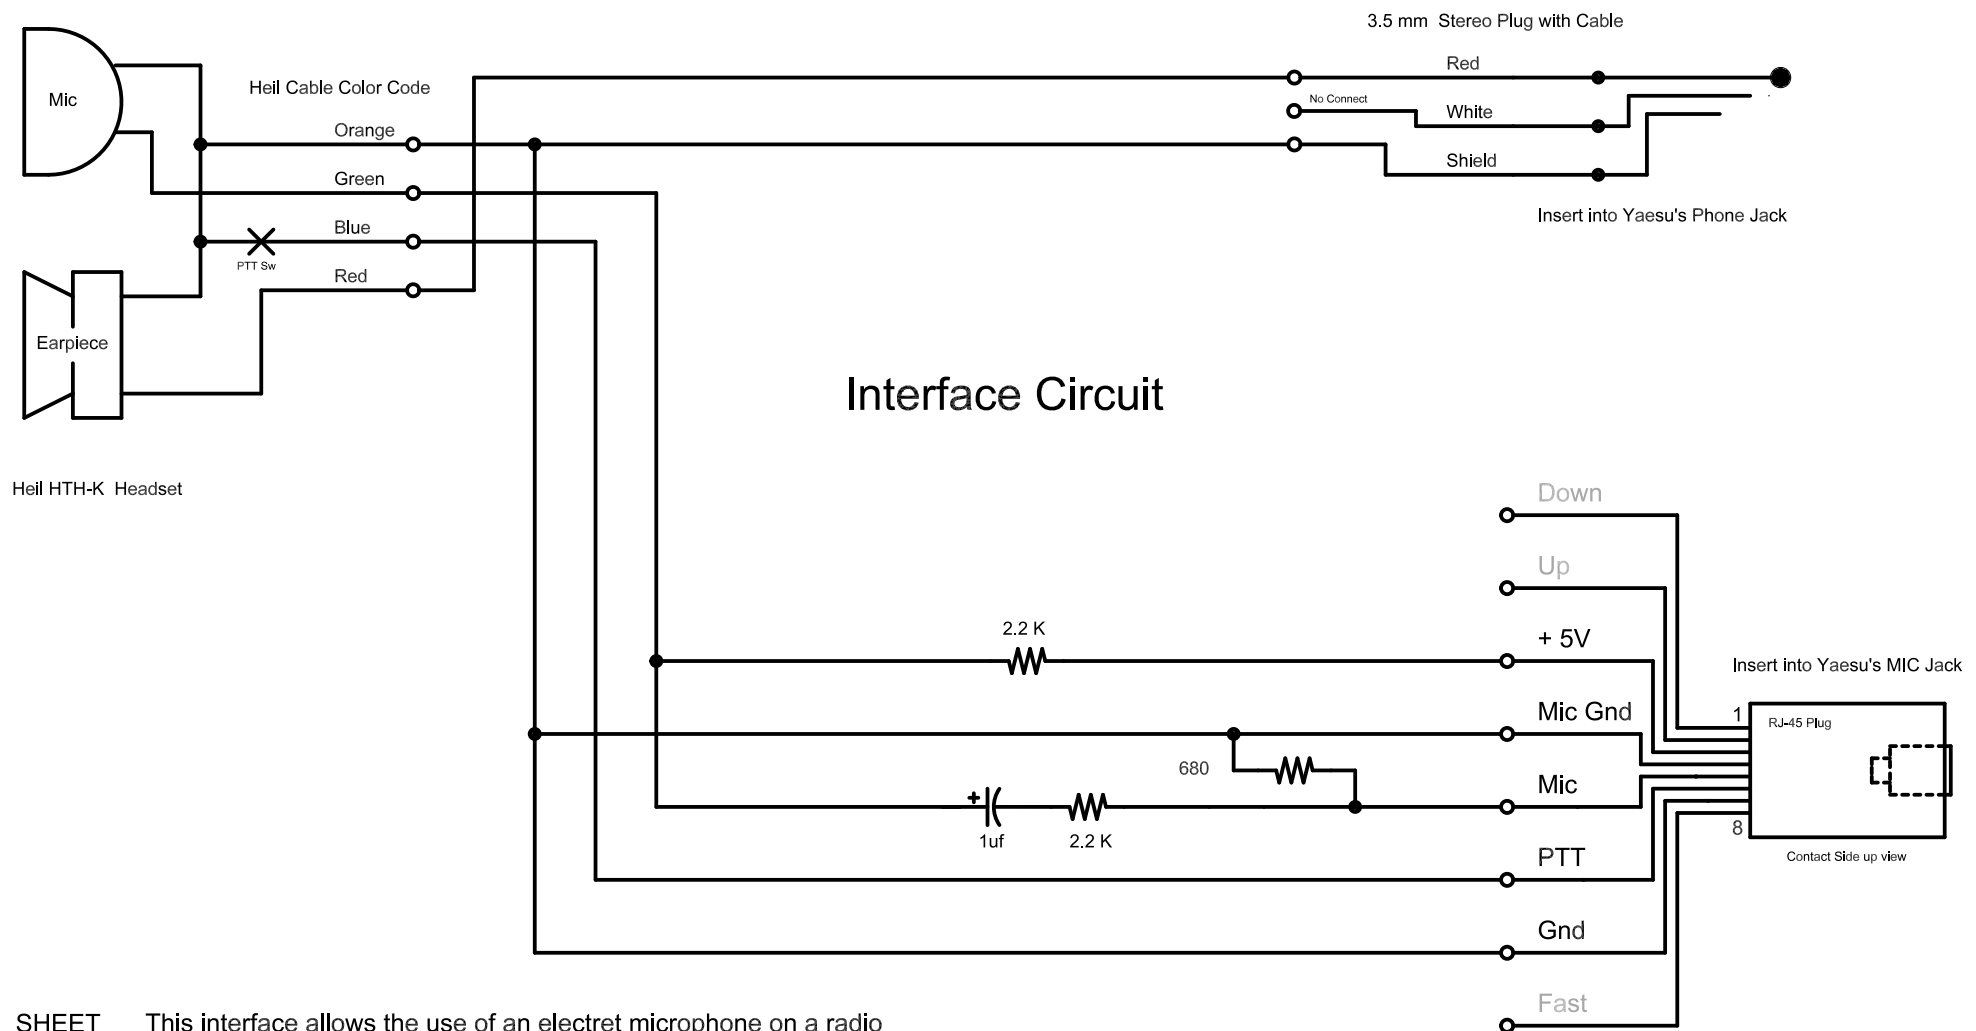 3.5 mm Stereo Plug with Cable
Red
Mic
Heil Cable Color Code
No Connect
White
Orange
Shield
Green
Insert into Yaesu's Phone Jack
Blue
PTT Sw
Red
Earpiece
Interface Circuit
Heil HTH-K Headset
Down
Up
2.2 K
+ 5V
Insert into Yaesu's MIC Jack
Mic Gnd
1
RJ-45 Plug
680
Mic
+
1uf
2.2 K
8
PTT
Contact Side up view
Gnd
Fast
SHEET This interface allows the use of an electret microphone on a radio